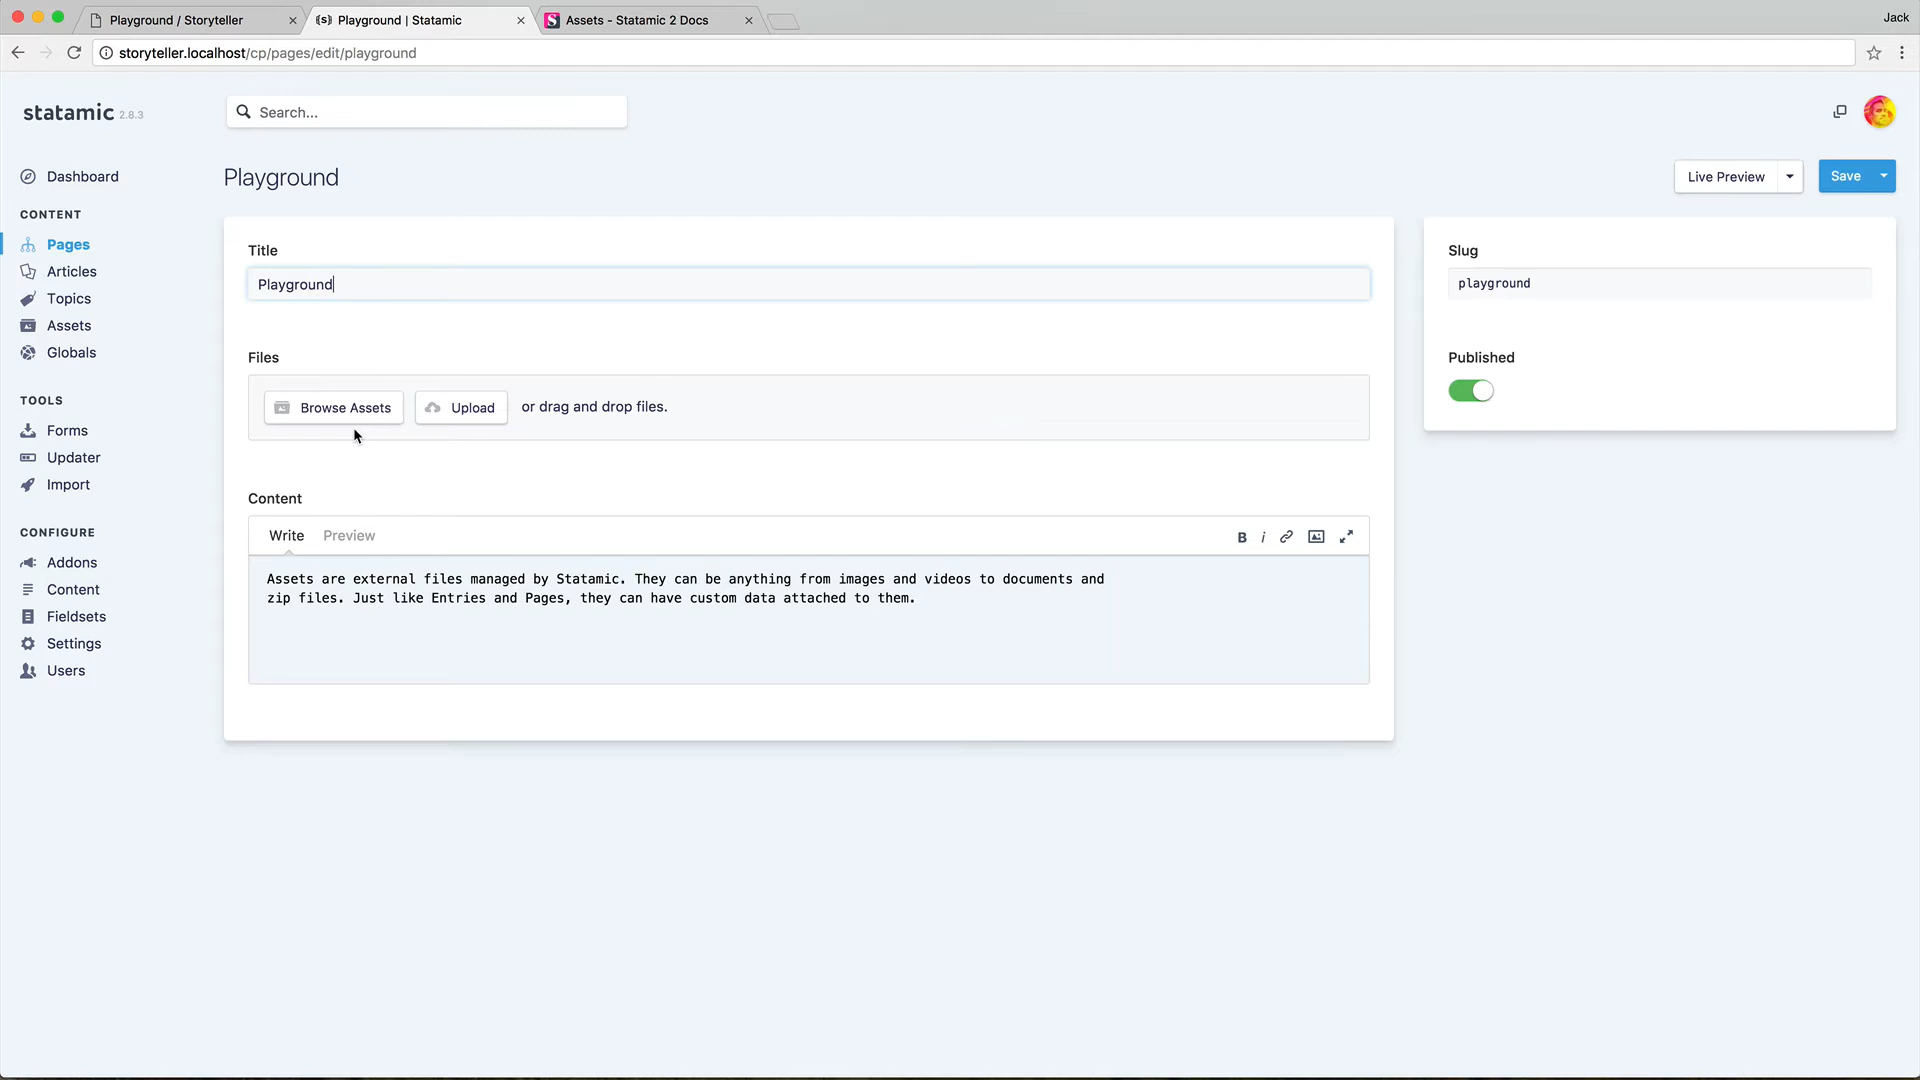 Playground / Storyteller
{s} Playground | Statamic
S Assets - Statamic 2 Docs
Jack
storyteller.localhost/cp/pages/edit/playground
statamic 2.8.3
Search...
Dashboard
CONTENT
Pages
Articles
Topics
Assets
Globals
TOOLS
Forms
Updater
Import
CONFIGURE
Addons
Content
Fieldsets
Settings
Users
Playground
Live Preview
Save
Title
Playground
Files
Browse Assets
Upload
or drag and drop files.
Content
Write
Preview
B i
Assets are external files managed by Statamic. They can be anything from images and videos to documents and
zip files. Just like Entries and Pages, they can have custom data attached to them.
Slug
playground
Published